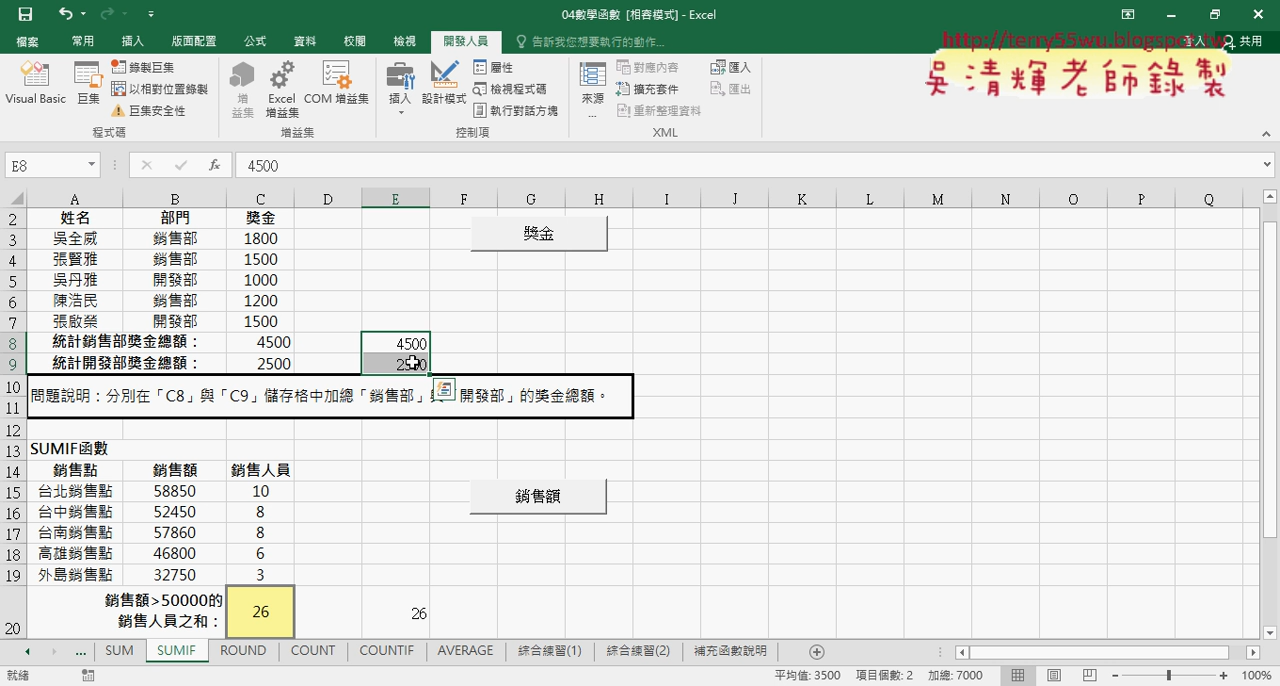 04數學函數 [相容模式] - Excel
檔案 常用 插入 版面配置 公式 資料 校閱 檢視 開發人員 告訴我您想要執行的動作... 登入 共用
http://terry55wu.blogspot.tw
吳清輝老師錄製
Visual Basic 巨集 錄製巨集 以相對位置錄製 巨集安全性
增益集 Excel 增益集 COM 增益集
插入 設計模式 屬性 檢視程式碼 執行對話方塊
來源... 對應內容 擴充套件 重新整理資料 匯入 匯出
程式碼 增益集 控制項 XML
E8 fx 4500
A B C D E F G H I J K L M N O P Q
2 姓名 部門 獎金
3 吳全威 銷售部 1800 獎金
4 張賢雅 銷售部 1500
5 吳丹雅 開發部 1000
6 陳浩民 銷售部 1200
7 張啟榮 開發部 1500
8 統計銷售部獎金總額： 4500 4500
9 統計開發部獎金總額： 2500 2500
10 問題說明：分別在「C8」與「C9」儲存格中加總「銷售部」與「開發部」的獎金總額。
11
12
13 SUMIF函數
14 銷售點 銷售額 銷售人員
15 台北銷售點 58850 10 銷售額
16 台中銷售點 52450 8
17 台南銷售點 57860 8
18 高雄銷售點 46800 6
19 外島銷售點 32750 3
銷售額>50000的
20 銷售人員之和： 26 26
... SUM SUMIF ROUND COUNT COUNTIF AVERAGE 綜合練習(1) 綜合練習(2) 補充函數說明
就緒 平均值: 3500 項目個數: 2 加總: 7000 100%